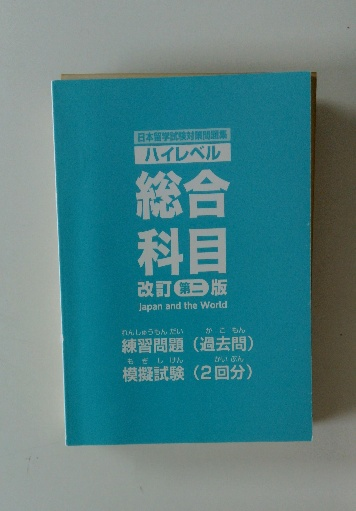 日本留学試験対策問題集
ハイレベル
総合
科目
改訂第二版
Japan and the World
れんしゅうもんだい かこもん
練習問題（過去問）
もぎしけん かいぶん
模擬試験（2回分）